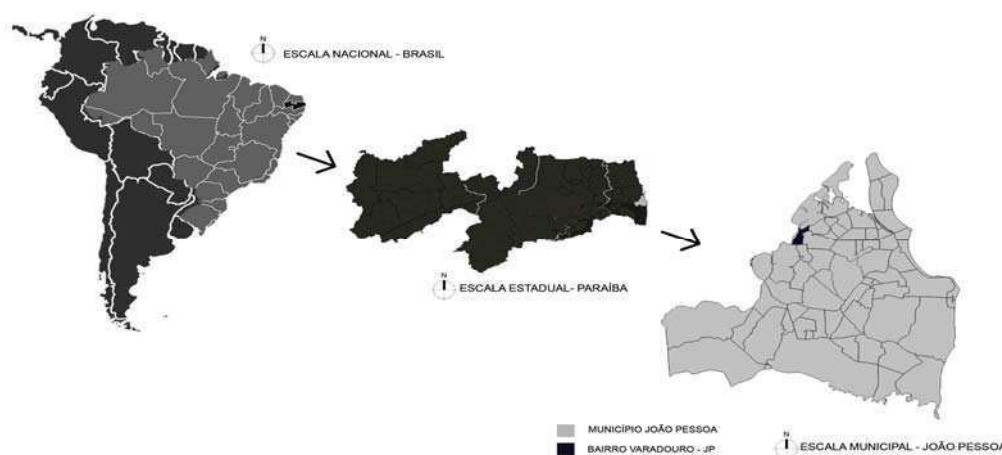 N
ESCALA NACIONAL - BRASIL
N
ESCALA ESTADUAL- PARAÍBA
MUNICÍPIO JOÃO PESSOA
BAIRRO VARADOURO - JP
N
ESCALA MUNICIPAL - JOÃO PESSOA